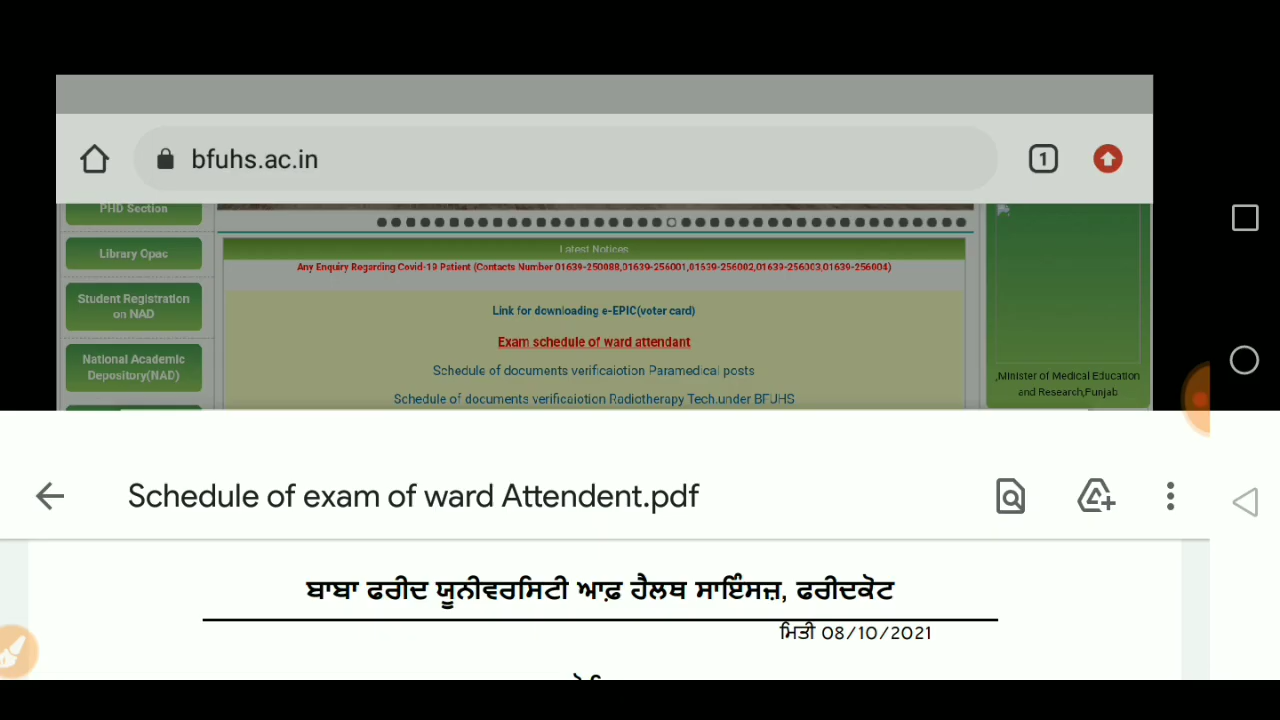 bfuhs.ac.in
1
PHD Section
Library Opac
Student Registration
on NAD
National Academic
Depository(NAD)
Latest Notices
Any Enquiry Regarding Covid-19 Patient (Contacts Number 01639-250088,01639-256001,01639-256002,01639-256003,01639-256004)
Link for downloading e-EPIC(voter card)
Exam schedule of ward attendant
Schedule of documents verificaiotion Paramedical posts
Schedule of documents verificaiotion Radiotherapy Tech.under BFUHS
,Minister of Medical Education
and Research,Punjab
Schedule of exam of ward Attendent.pdf
ਬਾਬਾ ਫਰੀਦ ਯੂਨੀਵਰਸਿਟੀ ਆਫ਼ ਹੈਲਥ ਸਾਇੰਸਜ਼, ਫਰੀਦਕੋਟ
ਮਿਤੀ 08/10/2021